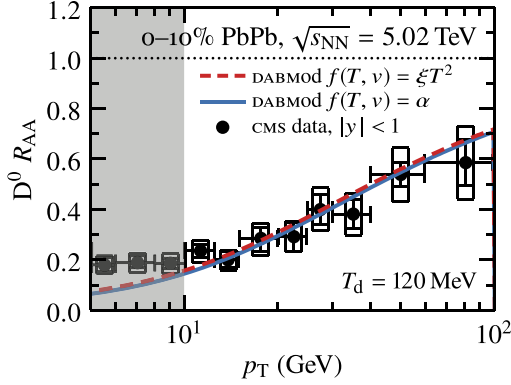 0–10% PbPb, √sNN = 5.02 TeV
DABMod f(T, v) = ξT²
DABMod f(T, v) = α
CMS data, |y| < 1
Td = 120 MeV
D⁰ RAA
1.2
1.0
0.8
0.6
0.4
0.2
0.0
10¹
10²
pT (GeV)